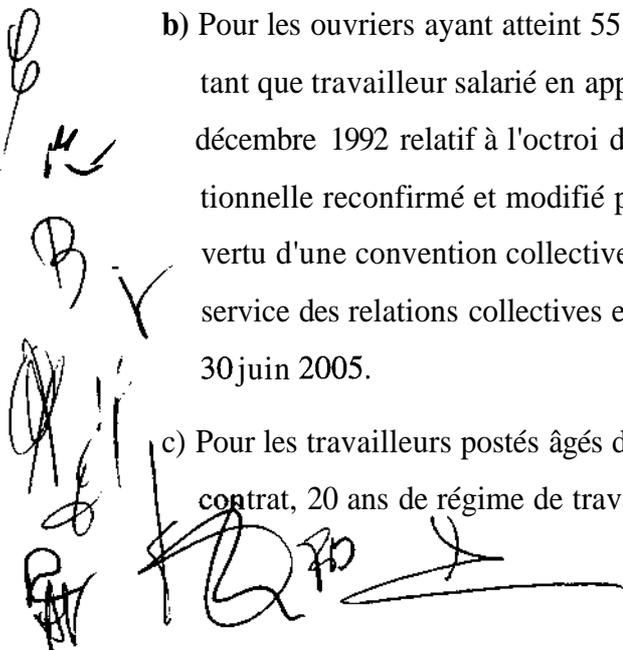 b) Pour les ouvriers ayant atteint 55
tant que travailleur salarié en app
décembre 1992 relatif à l'octroi d
tionnelle reconfirmé et modifié p
vertu d'une convention collective
service des relations collectives e
30 juin 2005.
c) Pour les travailleurs postés âgés d
contrat, 20 ans de régime de trav